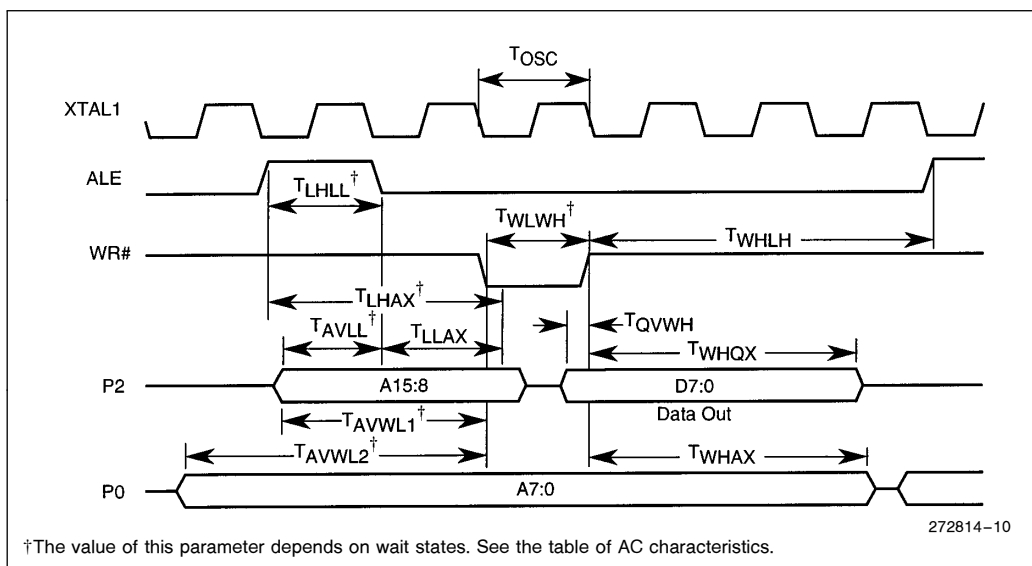 TOSC
XTAL1
ALE
TLHLL†
TWLWH†
TWHLH
WR#
TLHAX†
TAVLL†
TLLAX
TQVWH
TWHQX
P2
A15:8
D7:0
Data Out
TAVWL1†
TAVWL2†
TWHAX
P0
A7:0
272814–10
†The value of this parameter depends on wait states. See the table of AC characteristics.